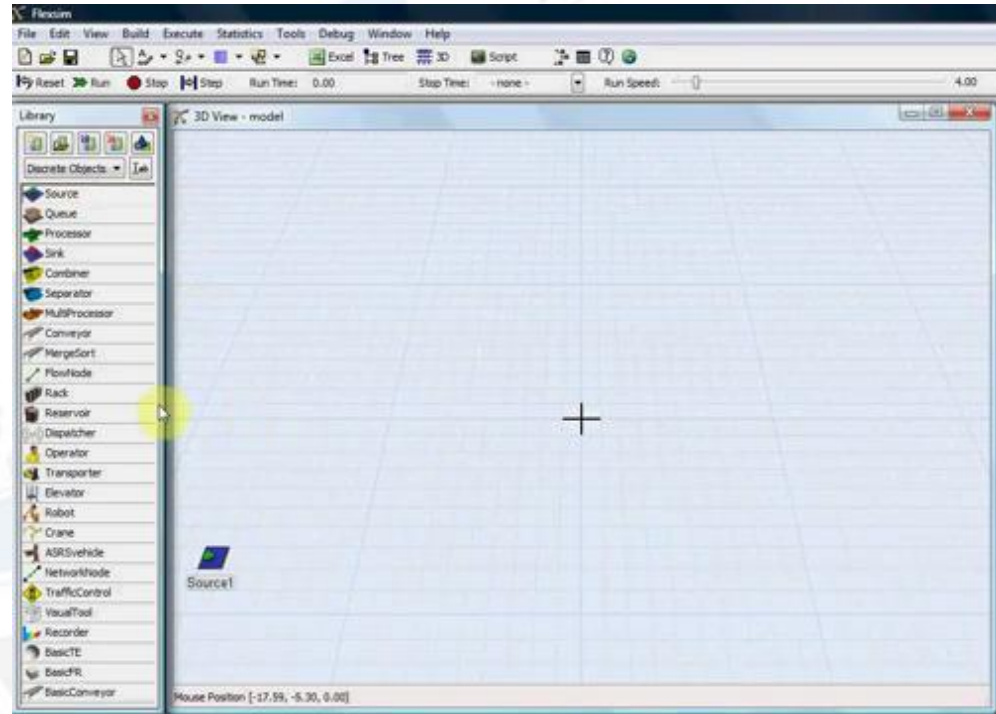 Flexsim
File Edit View Build Execute Statistics Tools Debug Window Help
Excel Tree 3D Script
Reset Run Stop Step Run Time: 0.00 Stop Time: - none - Run Speed: 4.00
Library
3D View - model
Discrete Objects
Source
Queue
Processor
Sink
Combiner
Separator
MultiProcessor
Conveyor
MergeSort
FlowNode
Rack
Reservoir
Dispatcher
Operator
Transporter
Elevator
Robot
Crane
ASRSvehicle
NetworkNode
TrafficControl
VisualTool
Recorder
BasicTE
BasicFR
BasicConveyor
Source1
Mouse Position [-17.59, -5.30, 0.00]